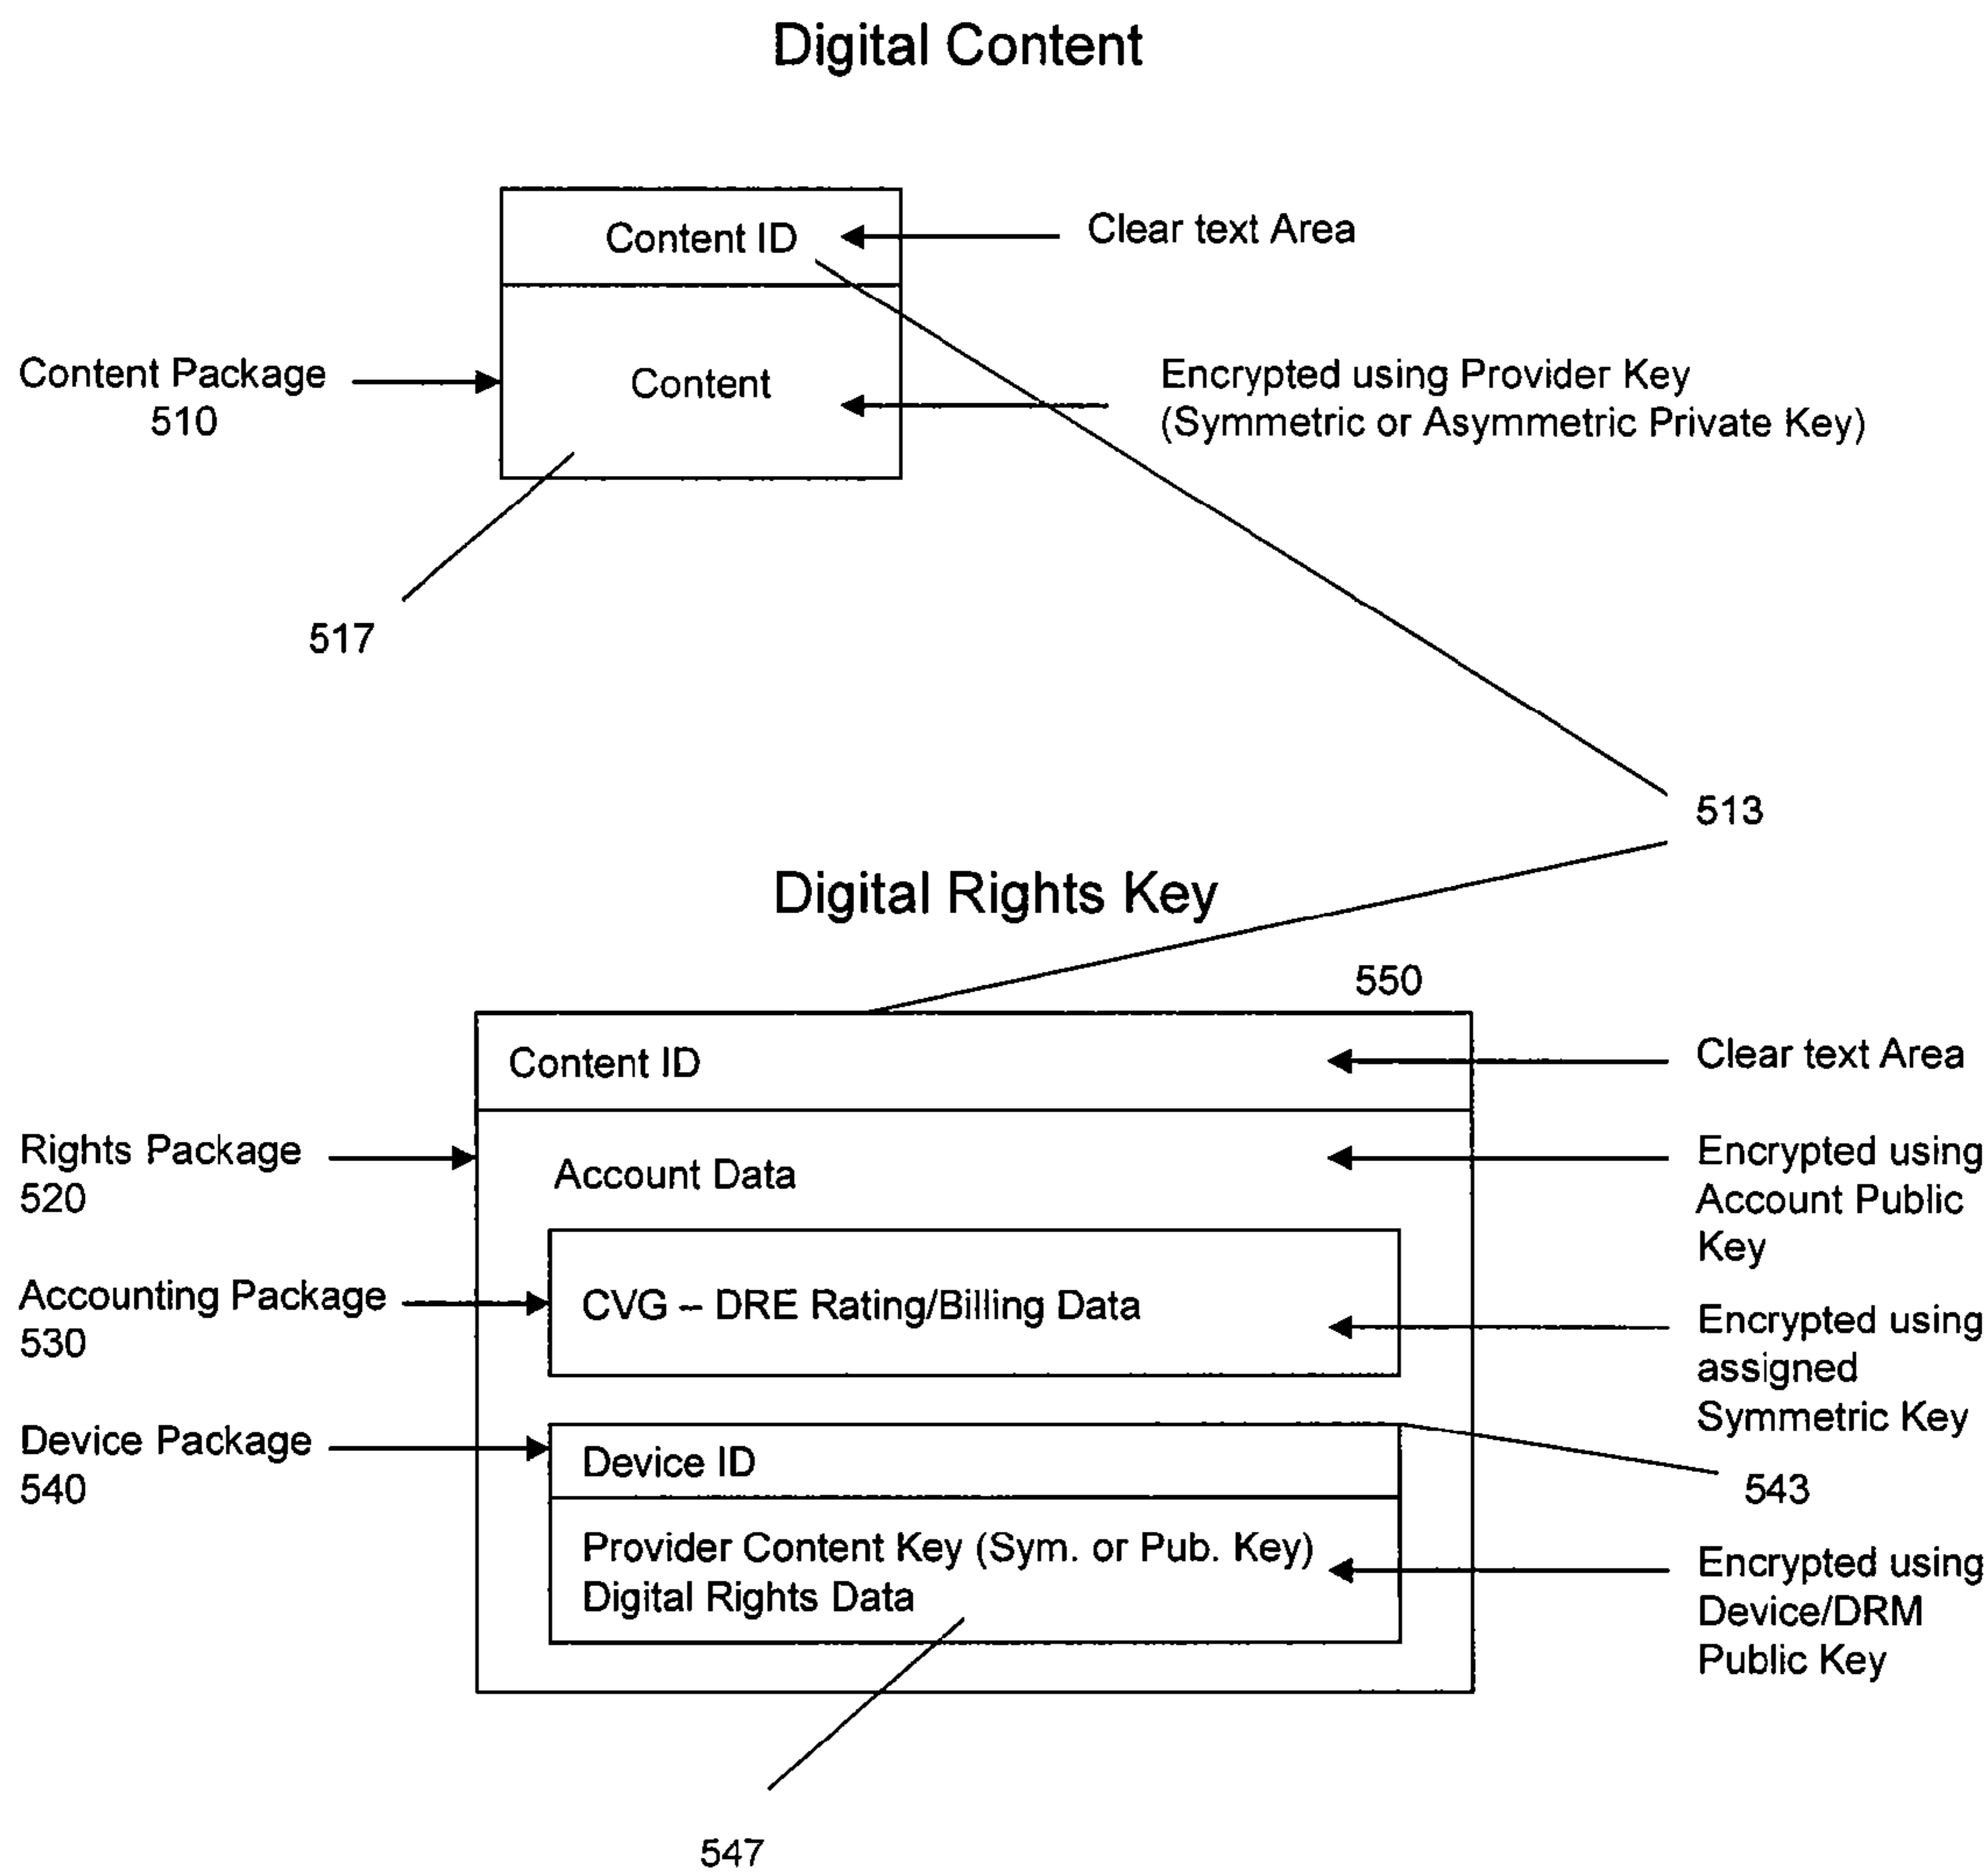 Digital Content
Content ID
Clear text Area
Content Package
510
Content
Encrypted using Provider Key
(Symmetric or Asymmetric Private Key)
517
513
Digital Rights Key
550
Content ID
Clear text Area
Rights Package
520
Account Data
Encrypted using
Account Public
Key
Accounting Package
530
CVG -- DRE Rating/Billing Data
Encrypted using
assigned
Symmetric Key
Device Package
540
Device ID
543
Provider Content Key (Sym. or Pub. Key)
Digital Rights Data
Encrypted using
Device/DRM
Public Key
547